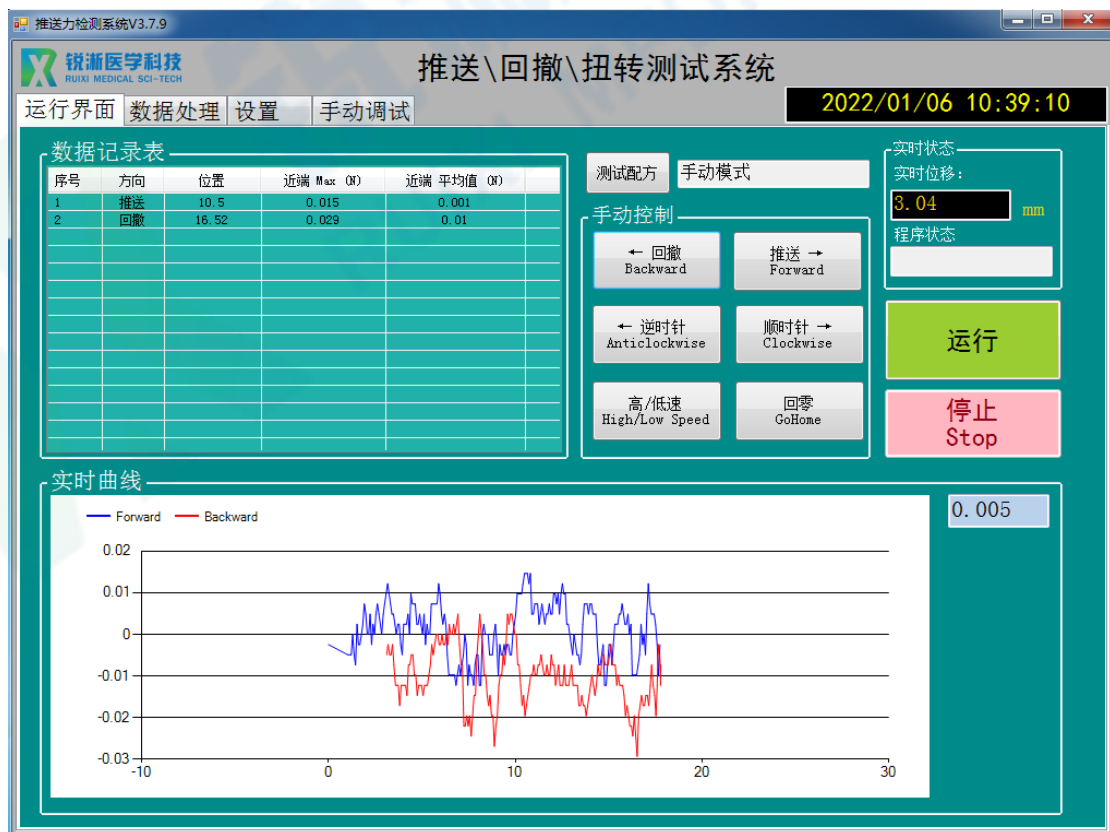 推送力检测系统V3.7.9
锐浙医学科技
RUIXI MEDICAL SCI-TECH
推送\回撤\扭转测试系统
运行界面 数据处理 设置 手动调试
2022/01/06 10:39:10
数据记录表
序号 方向 位置 近端 Max (N) 近端 平均值 (N)
1 推送 10.5 0.015 0.001
2 回撤 16.52 0.029 0.01
测试配方 手动模式
手动控制
← 回撤
Backward
推送 →
Forward
← 逆时针
Anticlockwise
顺时针 →
Clockwise
高/低速
High/Low Speed
回零
GoHome
实时状态
实时位移:
3.04 mm
程序状态
运行
停止
Stop
实时曲线
Forward Backward
0.005
0.02
0.01
0
-0.01
-0.02
-0.03
-10 0 10 20 30